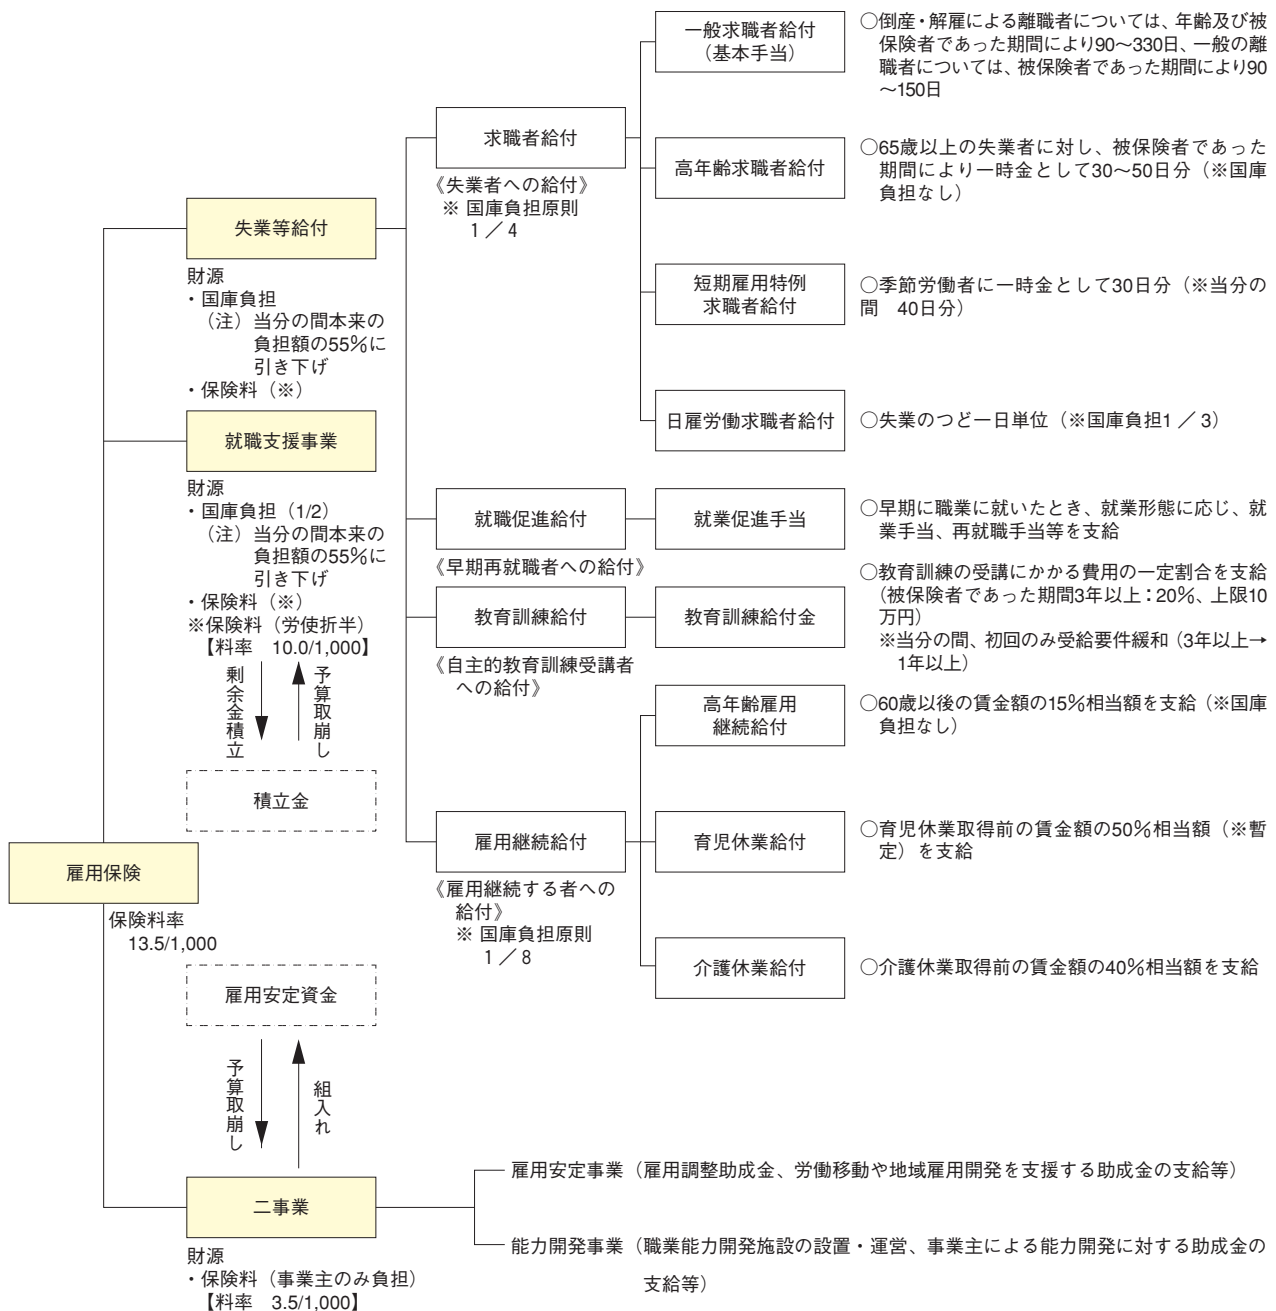 雇用保険
保険料率
13.5/1,000
失業等給付
財源
・国庫負担
（注）当分の間本来の
負担額の55％に
引き下げ
・保険料（※）
就職支援事業
財源
・国庫負担（1/2）
（注）当分の間本来の
負担額の55％に
引き下げ
・保険料（※）
※保険料（労使折半）
【料率　10.0/1,000】
剰余金積立
予算取崩し
積立金
雇用安定資金
予算取崩し
組入れ
二事業
財源
・保険料（事業主のみ負担）
【料率　3.5/1,000】
求職者給付
《失業者への給付》
※ 国庫負担原則
1／4
一般求職者給付
（基本手当）
○倒産・解雇による離職者については、年齢及び被
保険者であった期間により90～330日、一般の離
職者については、被保険者であった期間により90
～150日
高年齢求職者給付
○65歳以上の失業者に対し、被保険者であった
期間により一時金として30～50日分（※国庫
負担なし）
短期雇用特例
求職者給付
○季節労働者に一時金として30日分（※当分の
間　40日分）
日雇労働求職者給付
○失業のつど一日単位（※国庫負担1／3）
就職促進給付
《早期再就職者への給付》
就業促進手当
○早期に職業に就いたとき、就業形態に応じ、就
業手当、再就職手当等を支給
教育訓練給付
《自主的教育訓練受講者
への給付》
教育訓練給付金
○教育訓練の受講にかかる費用の一定割合を支給
（被保険者であった期間3年以上：20％、上限10
万円）
※当分の間、初回のみ受給要件緩和（3年以上→
1年以上）
雇用継続給付
《雇用継続する者への
給付》
※ 国庫負担原則
1／8
高年齢雇用
継続給付
○60歳以後の賃金額の15％相当額を支給（※国庫
負担なし）
育児休業給付
○育児休業取得前の賃金額の50％相当額（※暫
定）を支給
介護休業給付
○介護休業取得前の賃金額の40％相当額を支給
雇用安定事業（雇用調整助成金、労働移動や地域雇用開発を支援する助成金の支給等）
能力開発事業（職業能力開発施設の設置・運営、事業主による能力開発に対する助成金の
支給等）